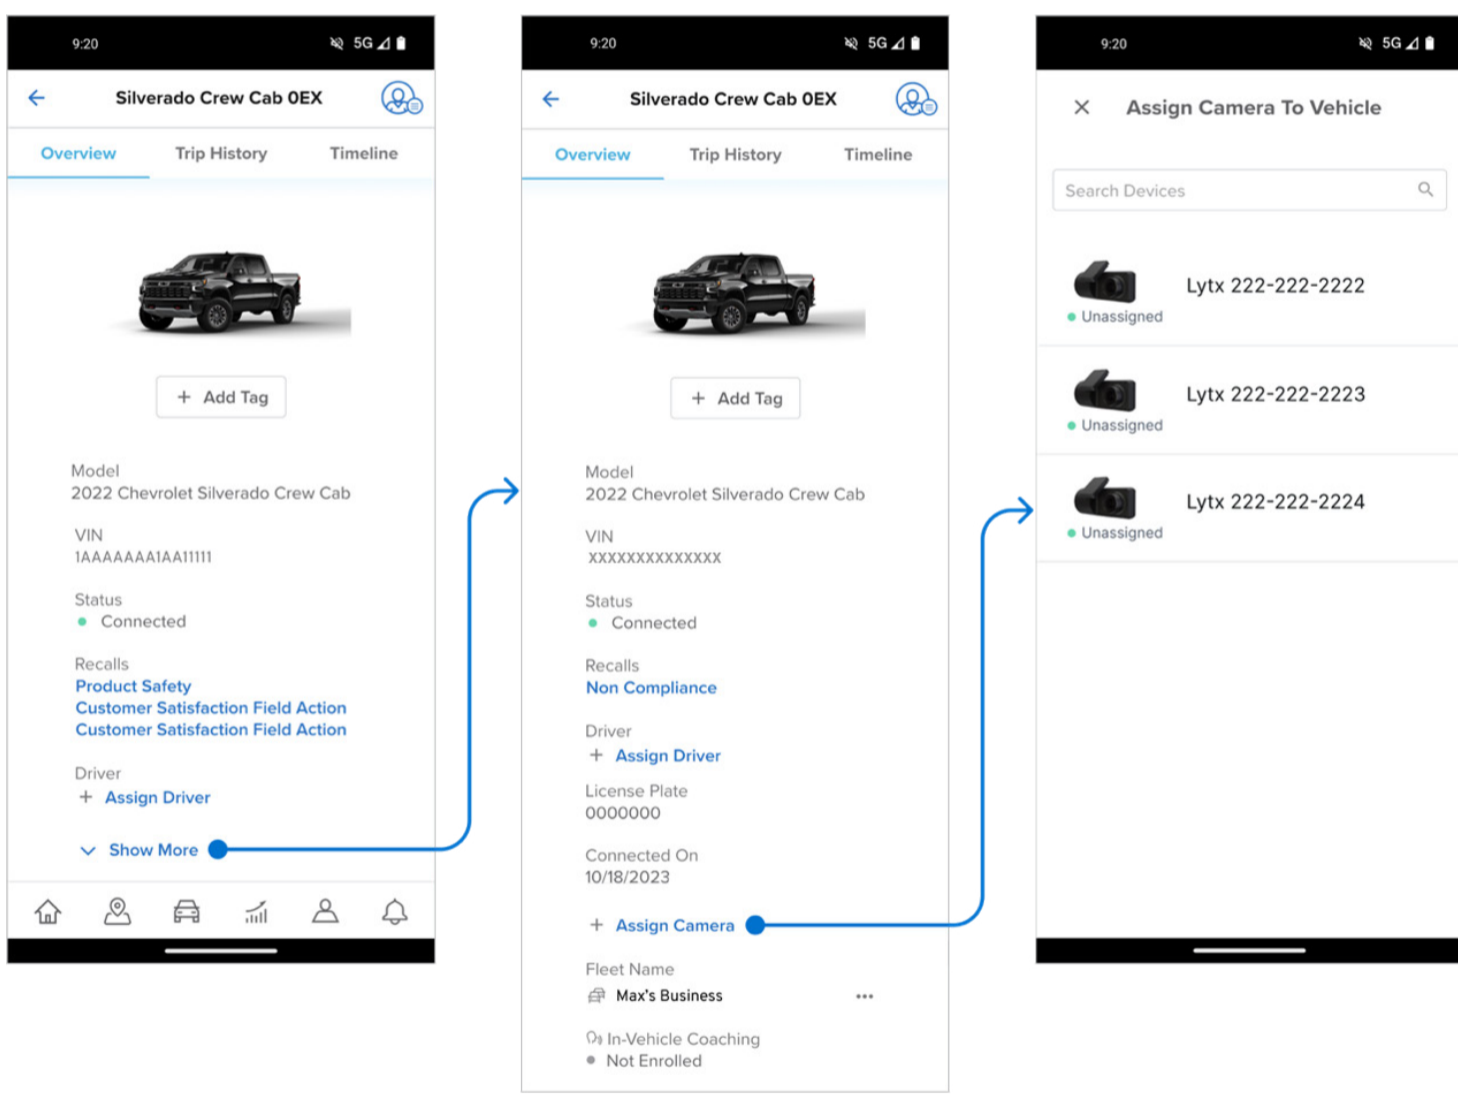 9:20
5G
Silverado Crew Cab 0EX
Overview Trip History Timeline
+ Add Tag
Model
2022 Chevrolet Silverado Crew Cab
VIN
1AAAAAAA1AA11111
Status
Connected
Recalls
Product Safety
Customer Satisfaction Field Action
Customer Satisfaction Field Action
Driver
+ Assign Driver
Show More
9:20
5G
Silverado Crew Cab 0EX
Overview Trip History Timeline
+ Add Tag
Model
2022 Chevrolet Silverado Crew Cab
VIN
XXXXXXXXXXXXXX
Status
Connected
Recalls
Non Compliance
Driver
+ Assign Driver
License Plate
0000000
Connected On
10/18/2023
+ Assign Camera
Fleet Name
Max's Business
In-Vehicle Coaching
Not Enrolled
9:20
5G
Assign Camera To Vehicle
Search Devices
Lytx 222-222-2222
Unassigned
Lytx 222-222-2223
Unassigned
Lytx 222-222-2224
Unassigned